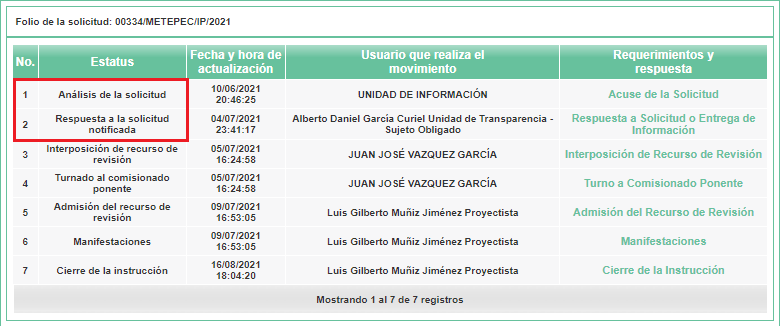 Folio de la solicitud: 00334/METEPEC/IP/2021
No. Estatus Fecha y hora de actualización Usuario que realiza el movimiento Requerimientos y respuesta
1 Análisis de la solicitud 10/06/2021 20:46:25 UNIDAD DE INFORMACIÓN Acuse de la Solicitud
2 Respuesta a la solicitud notificada 04/07/2021 23:41:17 Alberto Daniel García Curiel Unidad de Transparencia - Sujeto Obligado Respuesta a Solicitud o Entrega de Información
3 Interposición de recurso de revisión 05/07/2021 16:24:58 JUAN JOSÉ VAZQUEZ GARCÍA Interposición de Recurso de Revisión
4 Turnado al comisionado ponente 05/07/2021 16:24:58 JUAN JOSÉ VAZQUEZ GARCÍA Turno a Comisionado Ponente
5 Admisión del recurso de revisión 09/07/2021 16:53:05 Luis Gilberto Muñiz Jiménez Proyectista Admisión del Recurso de Revisión
6 Manifestaciones 09/07/2021 16:53:05 Luis Gilberto Muñiz Jiménez Proyectista Manifestaciones
7 Cierre de la instrucción 16/08/2021 18:04:20 Luis Gilberto Muñiz Jiménez Proyectista Cierre de la Instrucción
Mostrando 1 al 7 de 7 registros